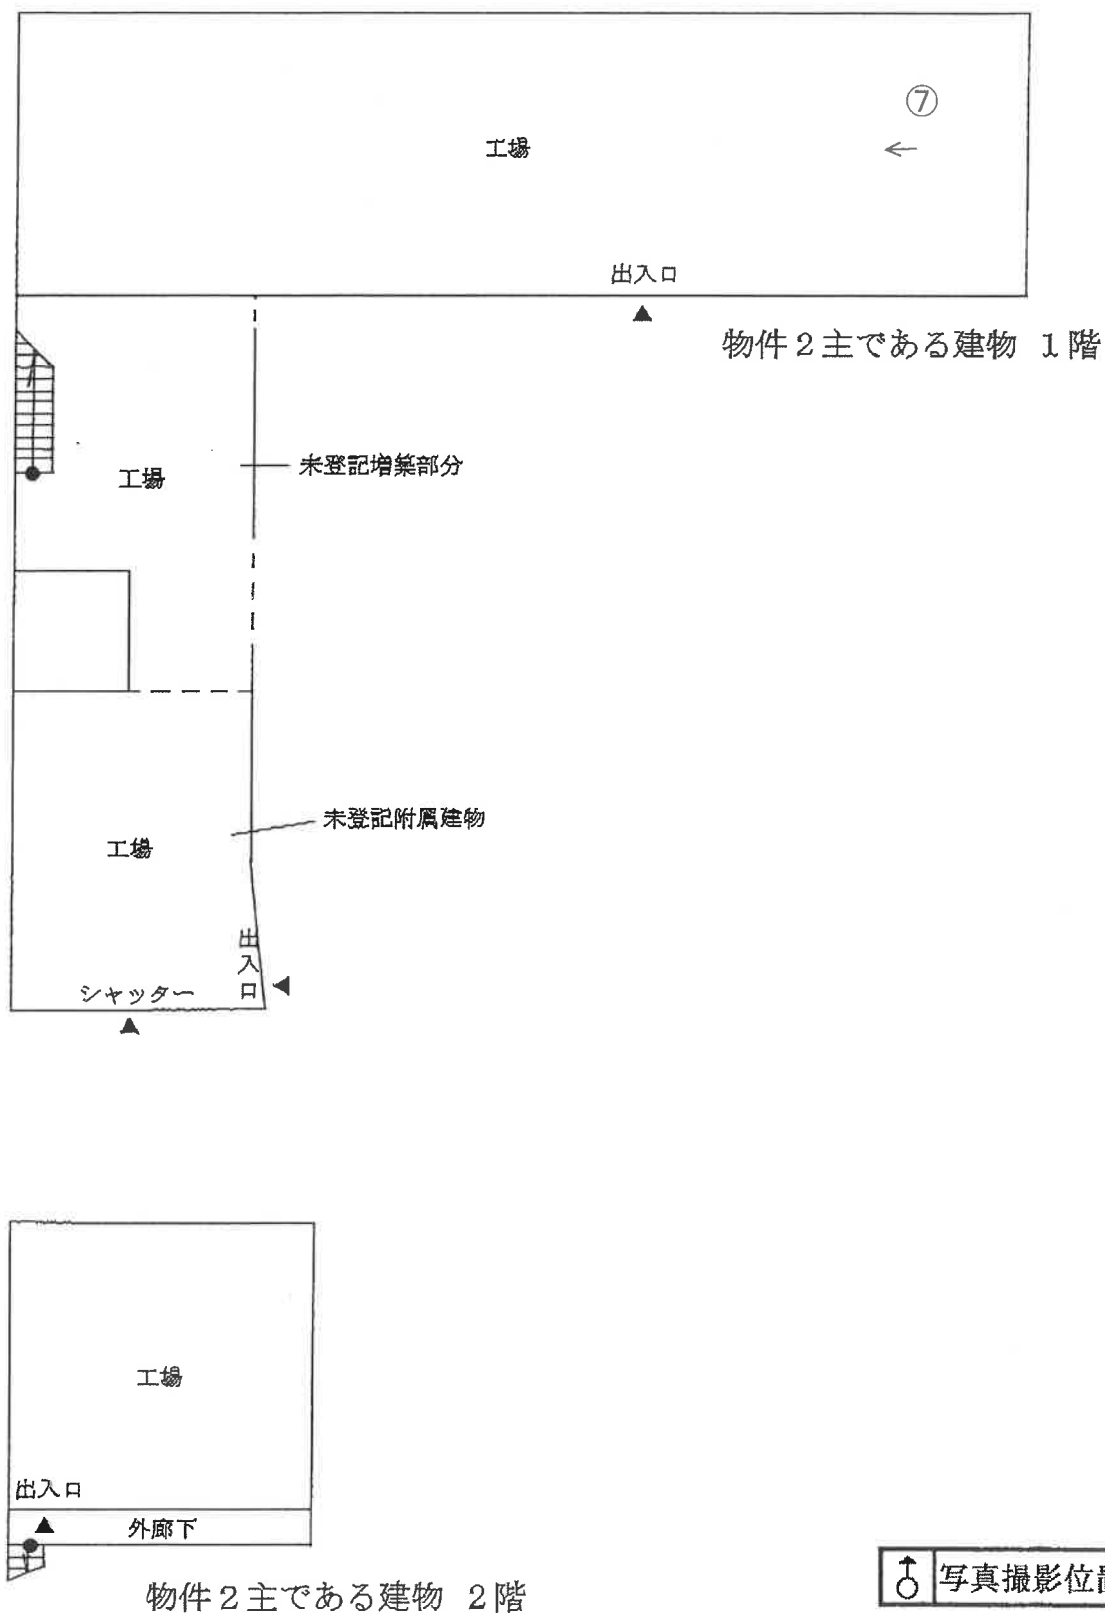 ⑦
工場
出入口
物件2主である建物 1階
工場
未登記増築部分
未登記附属建物
工場
出入口
シャッター
工場
出入口
外廊下
物件2主である建物 2階
写真撮影位置